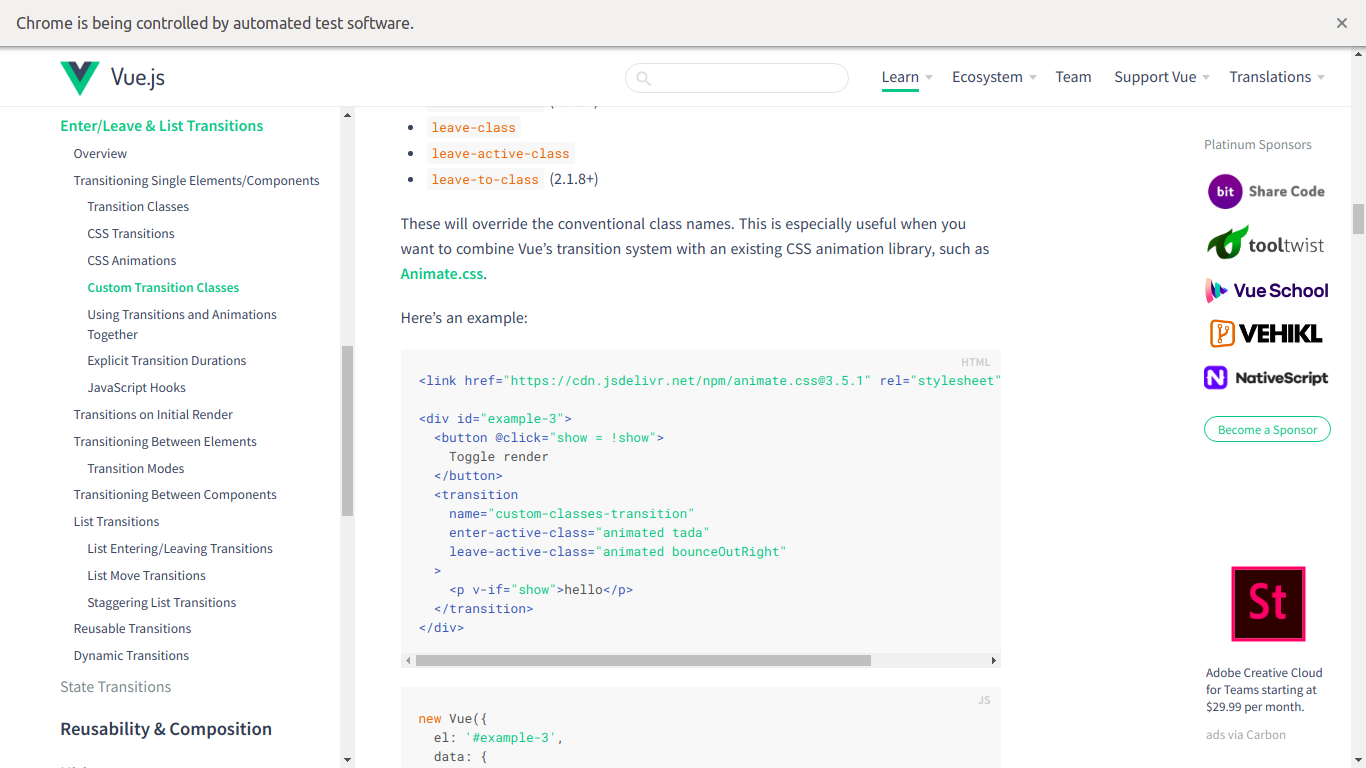 Chrome is being controlled by automated test software.
Vue.js
Learn
Ecosystem
Team
Support Vue
Translations
Enter/Leave & List Transitions
Overview
Transitioning Single Elements/Components
Transition Classes
CSS Transitions
CSS Animations
Custom Transition Classes
Using Transitions and Animations
Together
Explicit Transition Durations
JavaScript Hooks
Transitions on Initial Render
Transitioning Between Elements
Transition Modes
Transitioning Between Components
List Transitions
List Entering/Leaving Transitions
List Move Transitions
Staggering List Transitions
Reusable Transitions
Dynamic Transitions
State Transitions
Reusability & Composition
leave-class
leave-active-class
leave-to-class (2.1.8+)
These will override the conventional class names. This is especially useful when you
want to combine Vue’s transition system with an existing CSS animation library, such as
Animate.css.
Here’s an example:
HTML
<link href="https://cdn.jsdelivr.net/npm/animate.css@3.5.1" rel="stylesheet"
<div id="example-3">
<button @click="show = !show">
Toggle render
</button>
<transition
name="custom-classes-transition"
enter-active-class="animated tada"
leave-active-class="animated bounceOutRight"
>
<p v-if="show">hello</p>
</transition>
</div>
JS
new Vue({
el: '#example-3',
data: {
Platinum Sponsors
bit Share Code
tooltwist
Vue School
VEHIKL
NativeScript
Become a Sponsor
St
Adobe Creative Cloud
for Teams starting at
$29.99 per month.
ads via Carbon